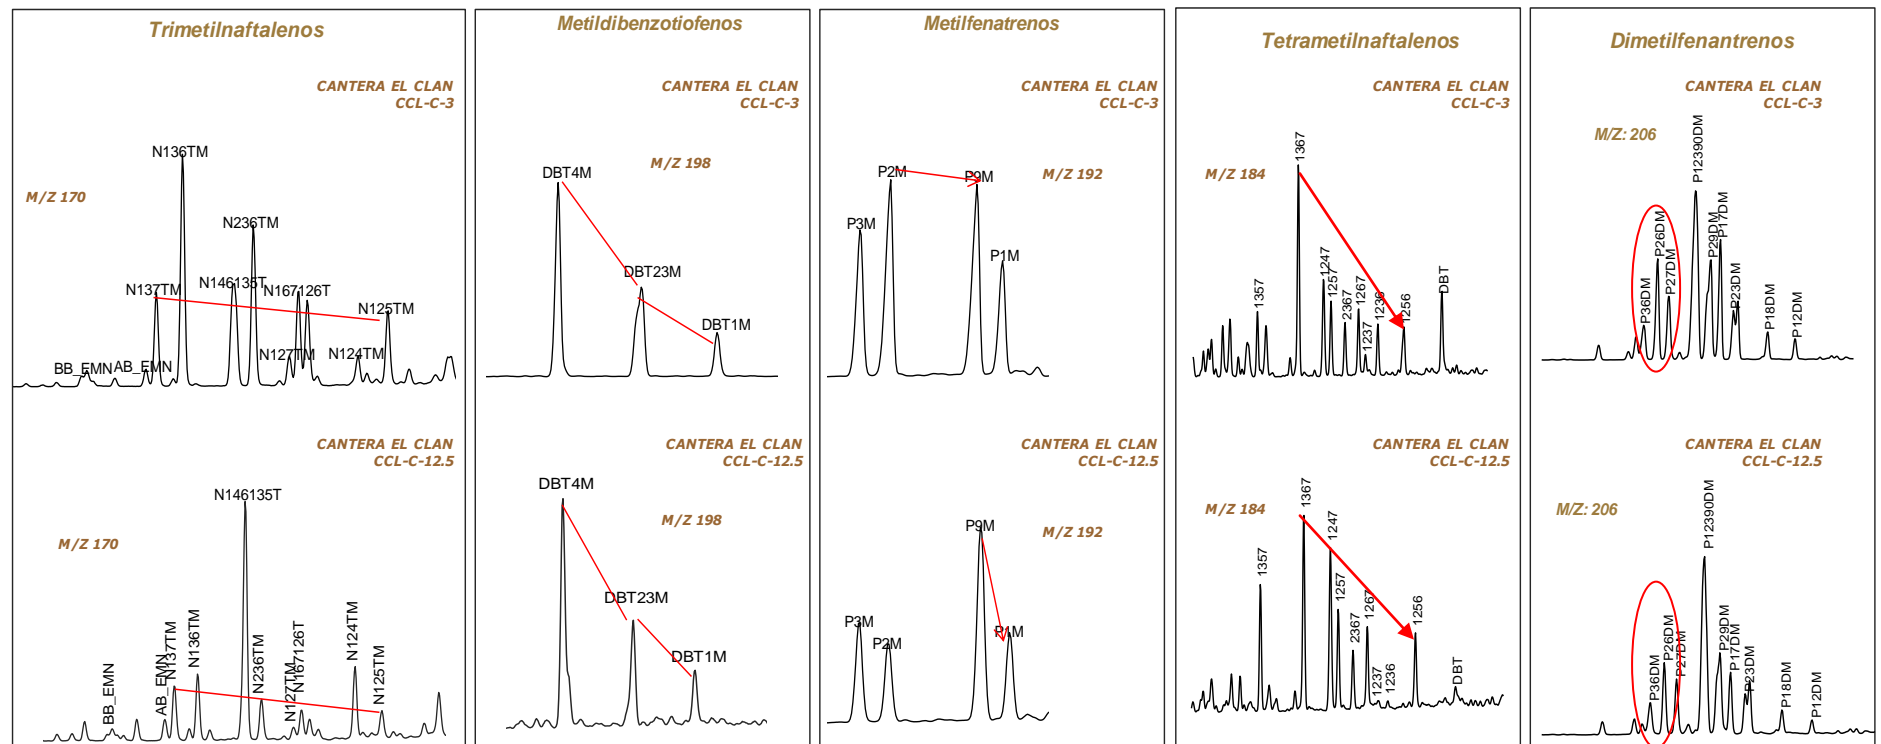 Trimetilnaftalenos
CANTERA EL CLAN
CCL-C-3
M/Z 170
N136TM
N236TM
N137TM
N146135T
N167126T
N125TM
N127TM
N124TM
BB_EMN
AB_EMN
CANTERA EL CLAN
CCL-C-12.5
M/Z 170
N146135T
BB_EMN
AB_EMN
N137TM
N136TM
N236TM
N127TM
N167126T
N124TM
N125TM
Metildibenzotiofenos
CANTERA EL CLAN
CCL-C-3
M/Z 198
DBT4M
DBT23M
DBT1M
CANTERA EL CLAN
CCL-C-12.5
M/Z 198
DBT4M
DBT23M
DBT1M
Metilfenatrenos
CANTERA EL CLAN
CCL-C-3
M/Z 192
P2M
P9M
P3M
P1M
CANTERA EL CLAN
CCL-C-12.5
M/Z 192
P9M
P3M
P2M
P1M
Tetrametilnaftalenos
CANTERA EL CLAN
CCL-C-3
M/Z 184
1357
1367
1247
1257
2367
1267
1237
1236
1256
DBT
CANTERA EL CLAN
CCL-C-12.5
M/Z 184
1357
1367
1247
1257
2367
1267
1237
1236
1256
DBT
Dimetilfenantrenos
CANTERA EL CLAN
CCL-C-3
M/Z: 206
P36DM
P26DM
P27DM
P12390DM
P29DM
P17DM
P23DM
P18DM
P12DM
CANTERA EL CLAN
CCL-C-12.5
M/Z: 206
P36DM
P26DM
P27DM
P12390DM
P29DM
P17DM
P23DM
P18DM
P12DM